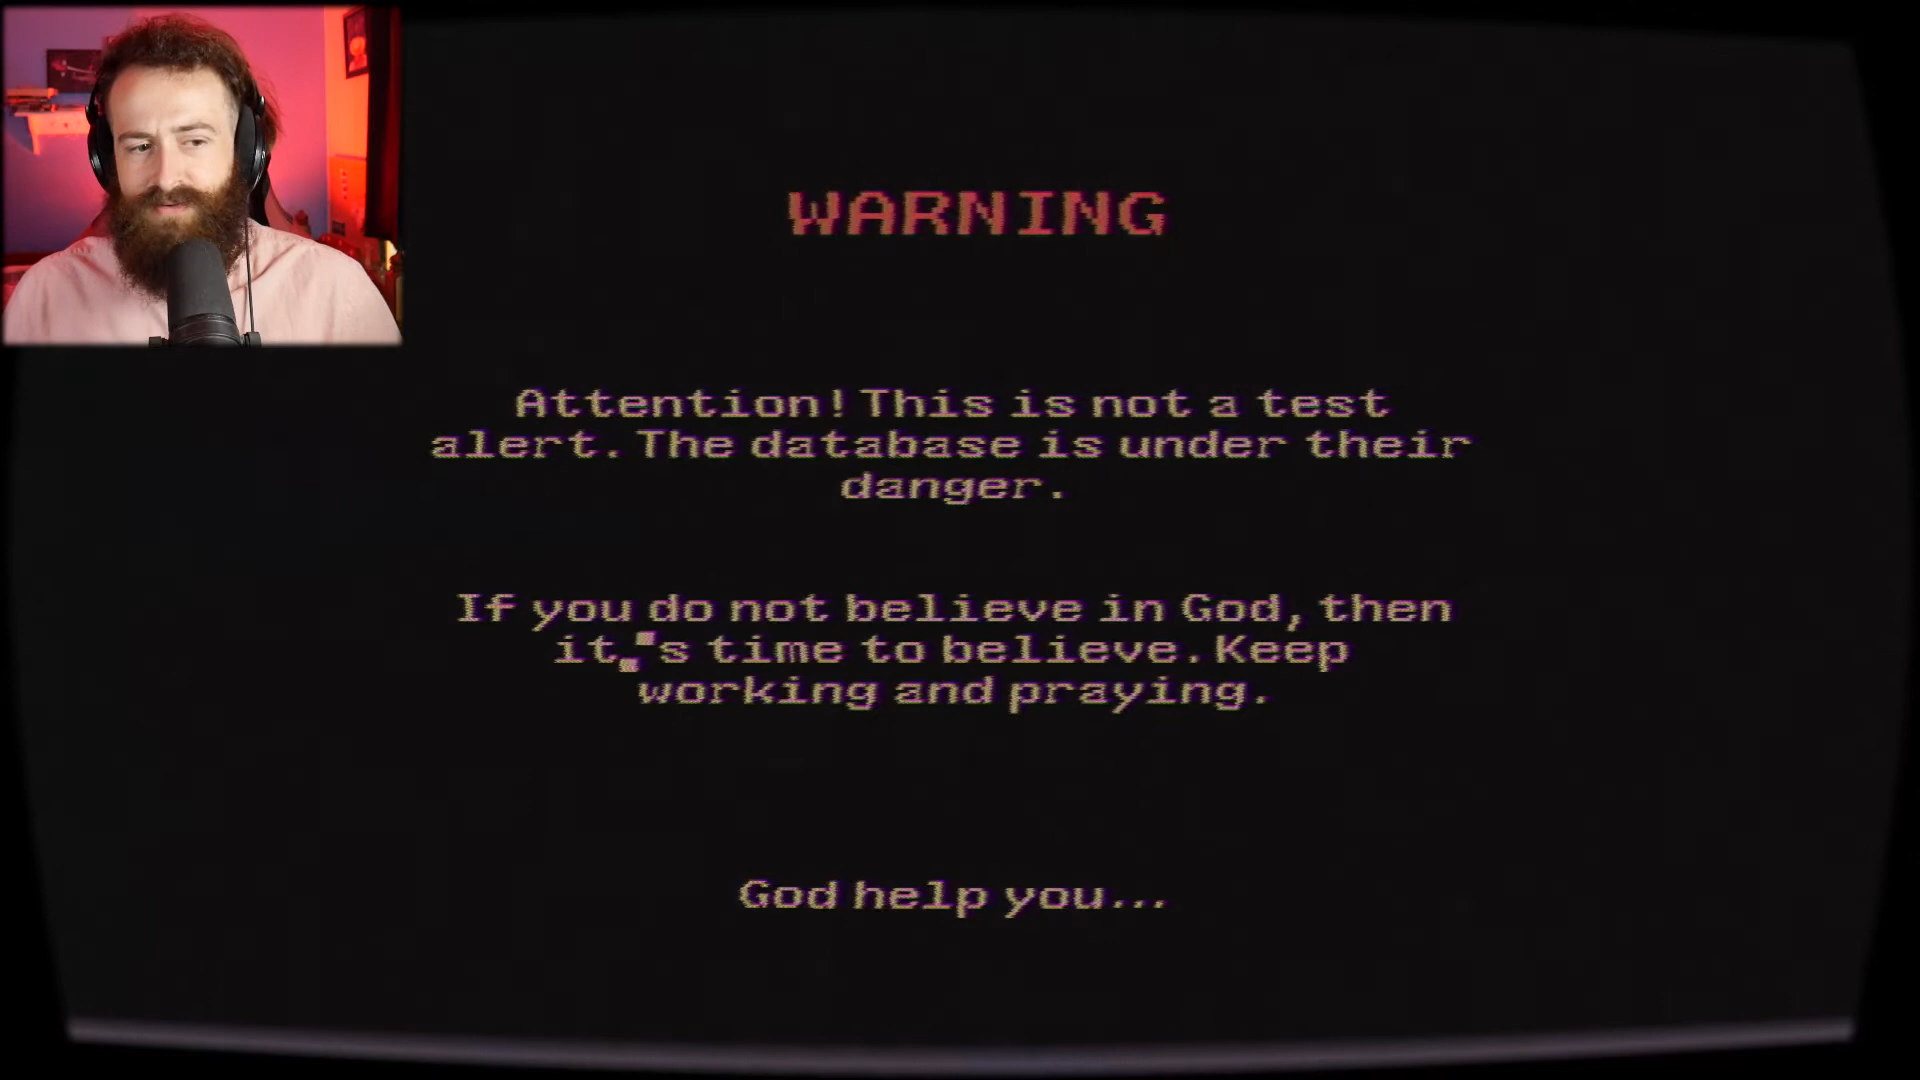 WARNING
Attention! This is not a test
alert. The database is under their
danger.
If you do not believe in God, then
it's time to believe. Keep
working and praying.
God help you...